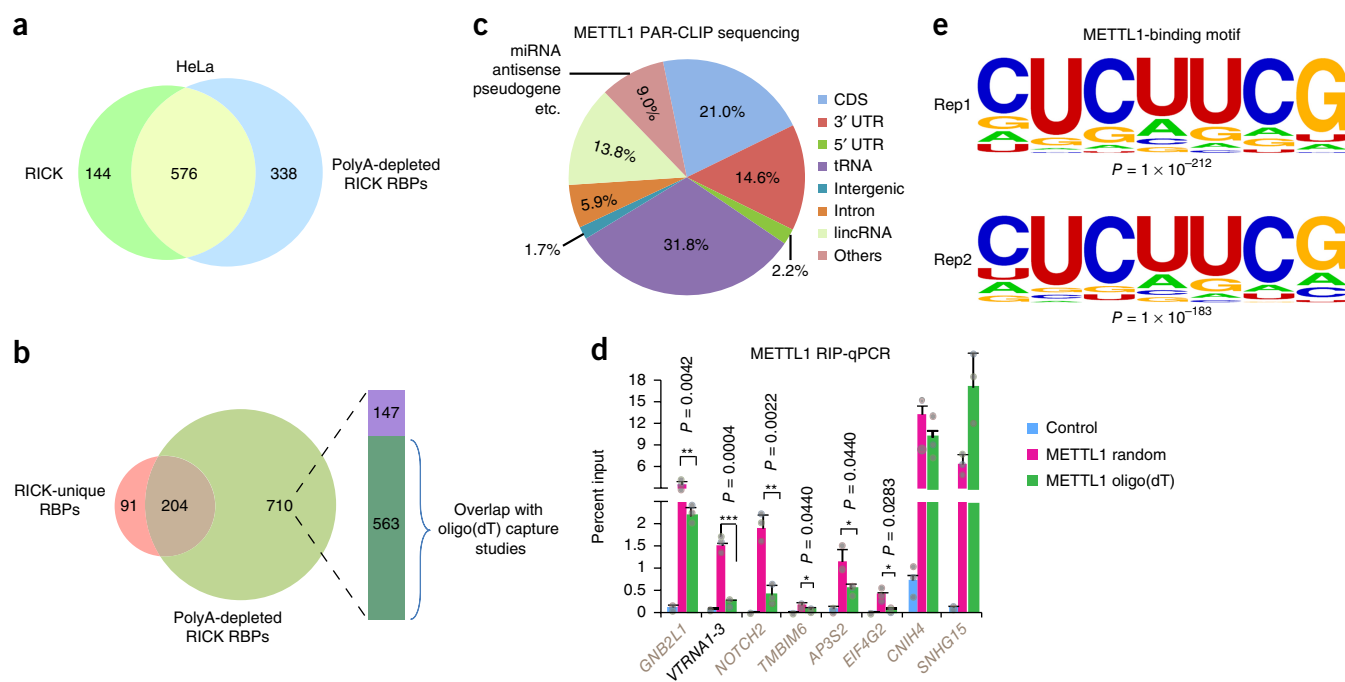 a
HeLa
RICK
144
576
338
PolyA-depleted
RICK RBPs
b
RICK-unique
RBPs
91
204
710
147
563
Overlap with
oligo(dT) capture
studies
PolyA-depleted
RICK RBPs
c
METTL1 PAR-CLIP sequencing
miRNA
antisense
pseudogene
etc.
9.0%
21.0%
13.8%
14.6%
5.9%
1.7%
31.8%
2.2%
CDS
3′ UTR
5′ UTR
tRNA
Intergenic
Intron
lincRNA
Others
d
METTL1 RIP-qPCR
Percent input
18
15
12
9
6
2
1.5
1
0.5
0
P = 0.0042
**
P = 0.0004
***
P = 0.0022
**
P = 0.0440
*
P = 0.0440
*
P = 0.0283
*
GNB2L1
VTRNA1-3
NOTCH2
TMBIM6
AP3S2
EIF4G2
CNIH4
SNHG15
Control
METTL1 random
METTL1 oligo(dT)
e
METTL1-binding motif
Rep1
CUCUUCG
P = 1 × 10⁻²¹²
Rep2
CUCUUCG
P = 1 × 10⁻¹⁸³